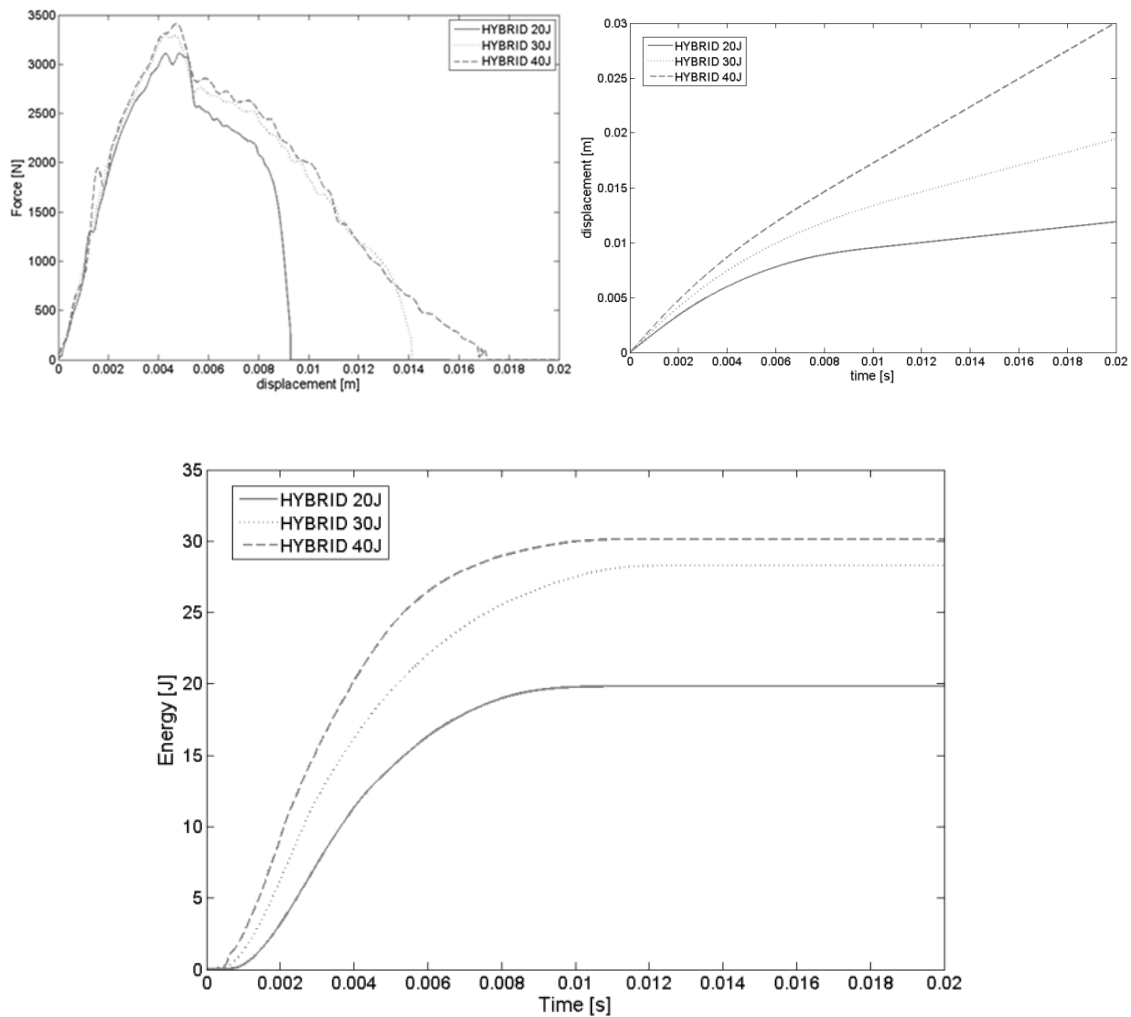 3500
3000
2500
2000
1500
1000
500
0
Force [N]
HYBRID 20J
HYBRID 30J
HYBRID 40J
0 0.002 0.004 0.006 0.008 0.01 0.012 0.014 0.016 0.018 0.02
displacement [m]
0.03
0.025
0.02
0.015
0.01
0.005
0
displacement [m]
HYBRID 20J
HYBRID 30J
HYBRID 40J
0 0.002 0.004 0.006 0.008 0.01 0.012 0.014 0.016 0.018 0.02
time [s]
35
30
25
20
15
10
5
0
Energy [J]
HYBRID 20J
HYBRID 30J
HYBRID 40J
0 0.002 0.004 0.006 0.008 0.01 0.012 0.014 0.016 0.018 0.02
Time [s]